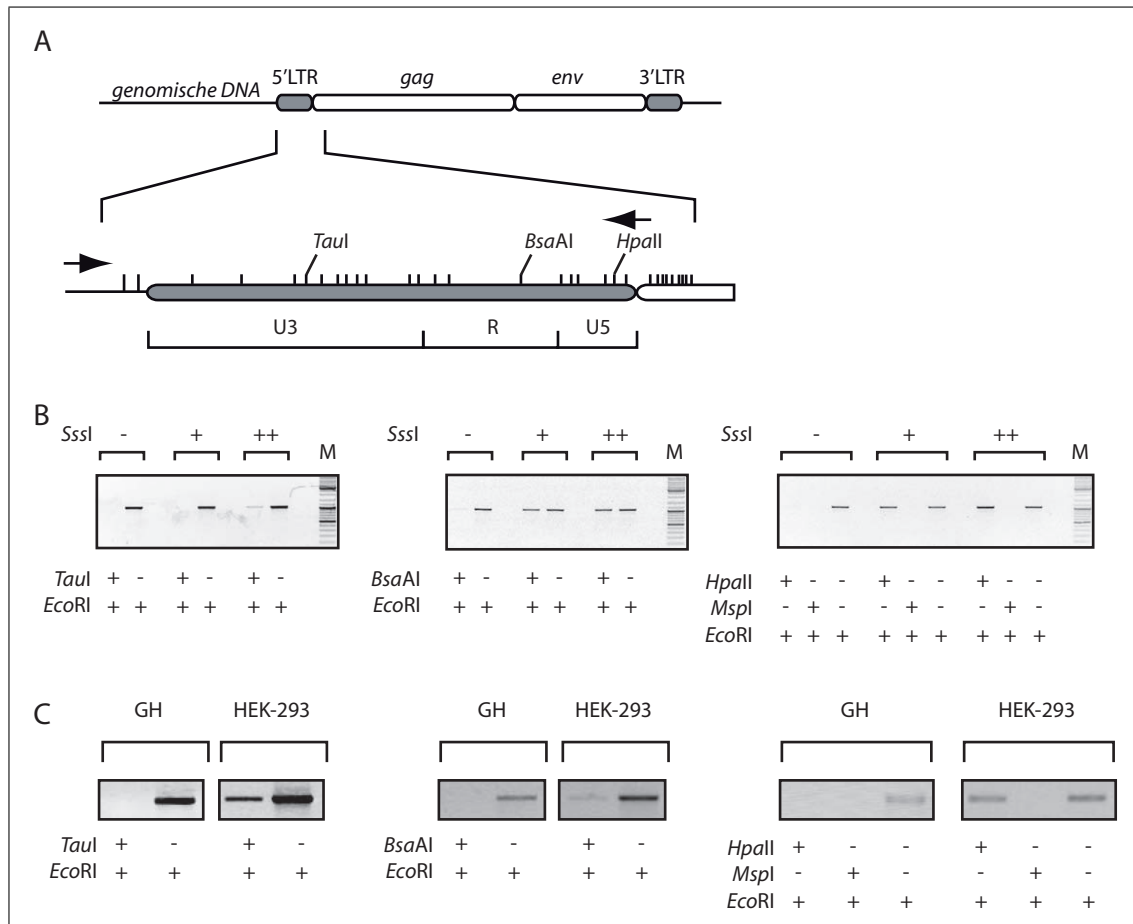 A
genomische DNA 5'LTR gag env 3'LTR
TauI BsaAI HpaII
U3 R U5
B
SssI - + ++ M
TauI + - + - + -
EcoRI + + + + + +
SssI - + ++ M
BsaAI + - + - + -
EcoRI + + + + + +
SssI - + ++ M
HpaII + - - + - - + - -
MspI - + - - + - - + -
EcoRI + + + + + + + + +
C
GH HEK-293
TauI + - + -
EcoRI + + + +
GH HEK-293
BsaAI + - + -
EcoRI + + + +
GH HEK-293
HpaII + - - + - -
MspI - + - - + -
EcoRI + + + + + +